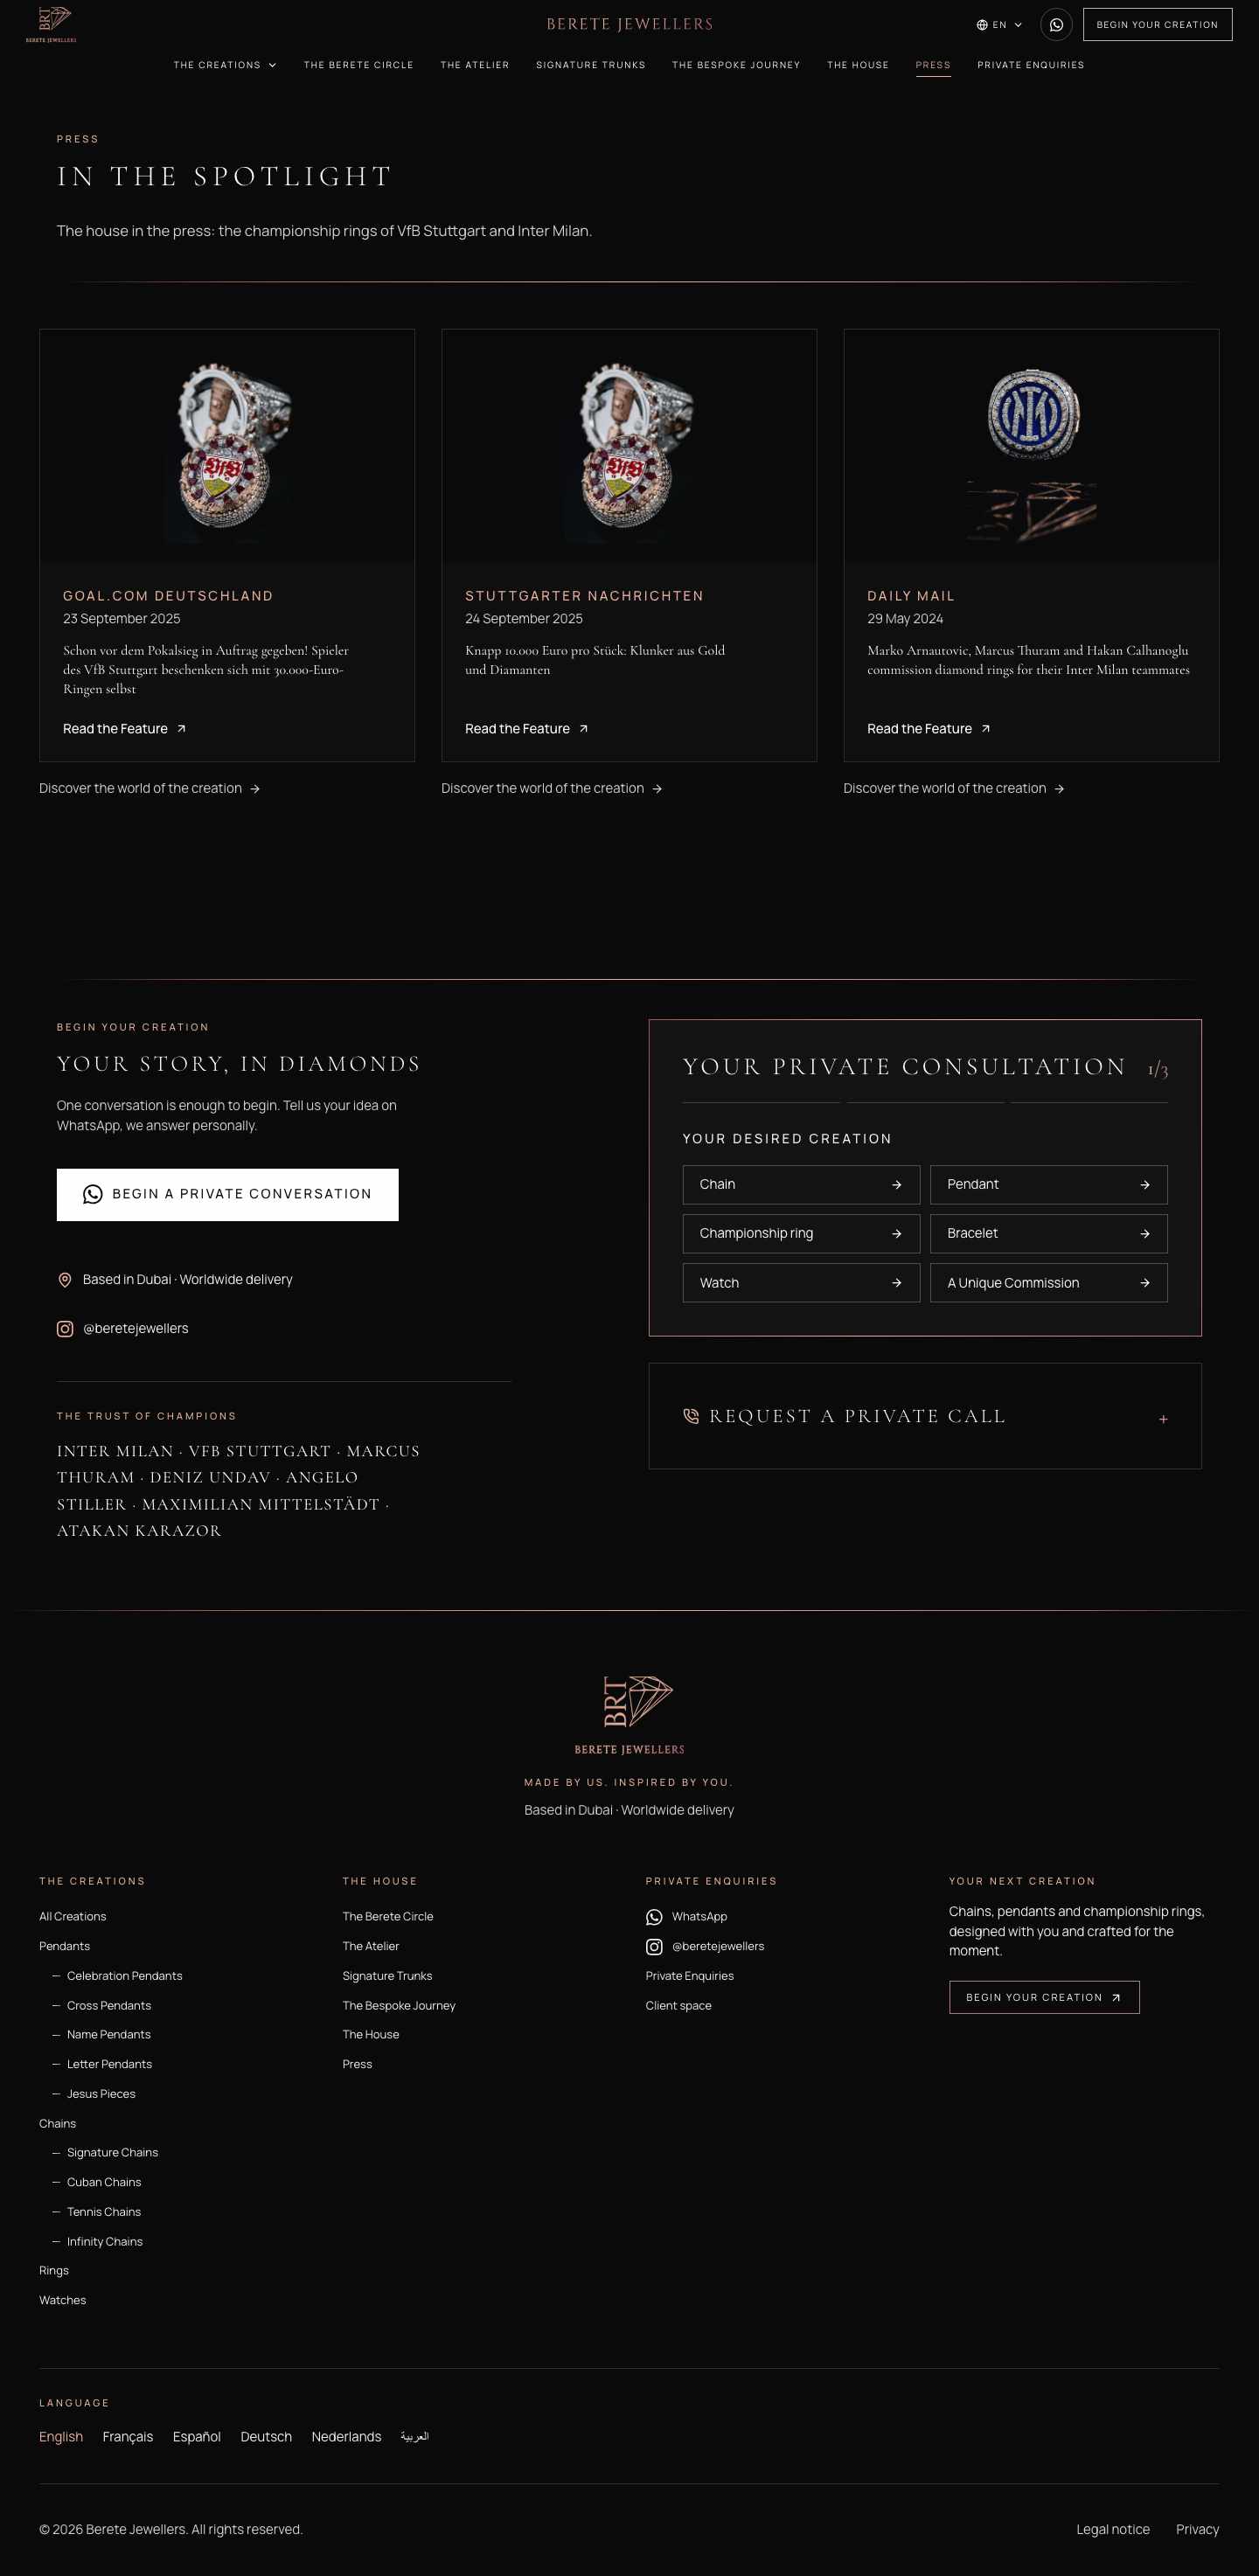 BRT
BERETE JEWELLERS
BERETE JEWELLERS
EN
BEGIN YOUR CREATION
THE CREATIONS
THE BERETE CIRCLE
THE ATELIER
SIGNATURE TRUNKS
THE BESPOKE JOURNEY
THE HOUSE
PRESS
PRIVATE ENQUIRIES
PRESS
IN THE SPOTLIGHT
The house in the press: the championship rings of VfB Stuttgart and Inter Milan.
VfB
VfB
GOAL.COM DEUTSCHLAND
23 September 2025
Schon vor dem Pokalsieg in Auftrag gegeben! Spieler
des VfB Stuttgart beschenken sich mit 30.000-Euro-
Ringen selbst
Read the Feature
Discover the world of the creation
STUTTGARTER NACHRICHTEN
24 September 2025
Knapp 10.000 Euro pro Stück: Klunker aus Gold
und Diamanten
Read the Feature
Discover the world of the creation
DAILY MAIL
29 May 2024
Marko Arnautovic, Marcus Thuram and Hakan Calhanoglu
commission diamond rings for their Inter Milan teammates
Read the Feature
Discover the world of the creation
BEGIN YOUR CREATION
YOUR STORY, IN DIAMONDS
One conversation is enough to begin. Tell us your idea on
WhatsApp, we answer personally.
BEGIN A PRIVATE CONVERSATION
Based in Dubai · Worldwide delivery
@beretejewellers
THE TRUST OF CHAMPIONS
INTER MILAN · VFB STUTTGART · MARCUS
THURAM · DENIZ UNDAV · ANGELO
STILLER · MAXIMILIAN MITTELSTÄDT ·
ATAKAN KARAZOR
YOUR PRIVATE CONSULTATION 1/3
YOUR DESIRED CREATION
Chain
Pendant
Championship ring
Bracelet
Watch
A Unique Commission
REQUEST A PRIVATE CALL +
BRT
BERETE JEWELLERS
MADE BY US. INSPIRED BY YOU.
Based in Dubai · Worldwide delivery
THE CREATIONS
All Creations
Pendants
— Celebration Pendants
— Cross Pendants
— Name Pendants
— Letter Pendants
— Jesus Pieces
Chains
— Signature Chains
— Cuban Chains
— Tennis Chains
— Infinity Chains
Rings
Watches
THE HOUSE
The Berete Circle
The Atelier
Signature Trunks
The Bespoke Journey
The House
Press
PRIVATE ENQUIRIES
WhatsApp
@beretejewellers
Private Enquiries
Client space
YOUR NEXT CREATION
Chains, pendants and championship rings,
designed with you and crafted for the
moment.
BEGIN YOUR CREATION
LANGUAGE
English Français Español Deutsch Nederlands العربية
© 2026 Berete Jewellers. All rights reserved.
Legal notice Privacy